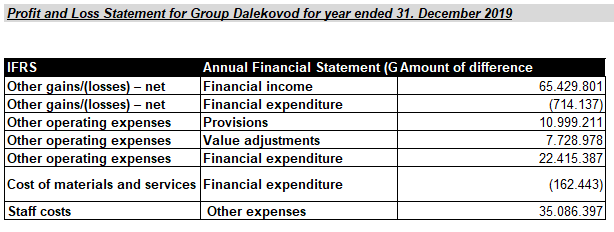 Profit and Loss Statement for Group Dalekovod for year ended 31. December 2019
IFRS Annual Financial Statement (G Amount of difference
Other gains/(losses) – net Financial income 65.429.801
Other gains/(losses) – net Financial expenditure (714.137)
Other operating expenses Provisions 10.999.211
Other operating expenses Value adjustments 7.728.978
Other operating expenses Financial expenditure 22.415.387
Cost of materials and services Financial expenditure (162.443)
Staff costs Other expenses 35.086.397